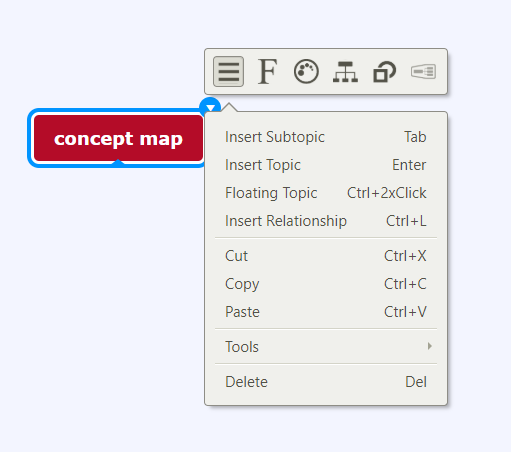 F
concept map
Insert Subtopic Tab
Insert Topic Enter
Floating Topic Ctrl+2xClick
Insert Relationship Ctrl+L
Cut Ctrl+X
Copy Ctrl+C
Paste Ctrl+V
Tools
Delete Del